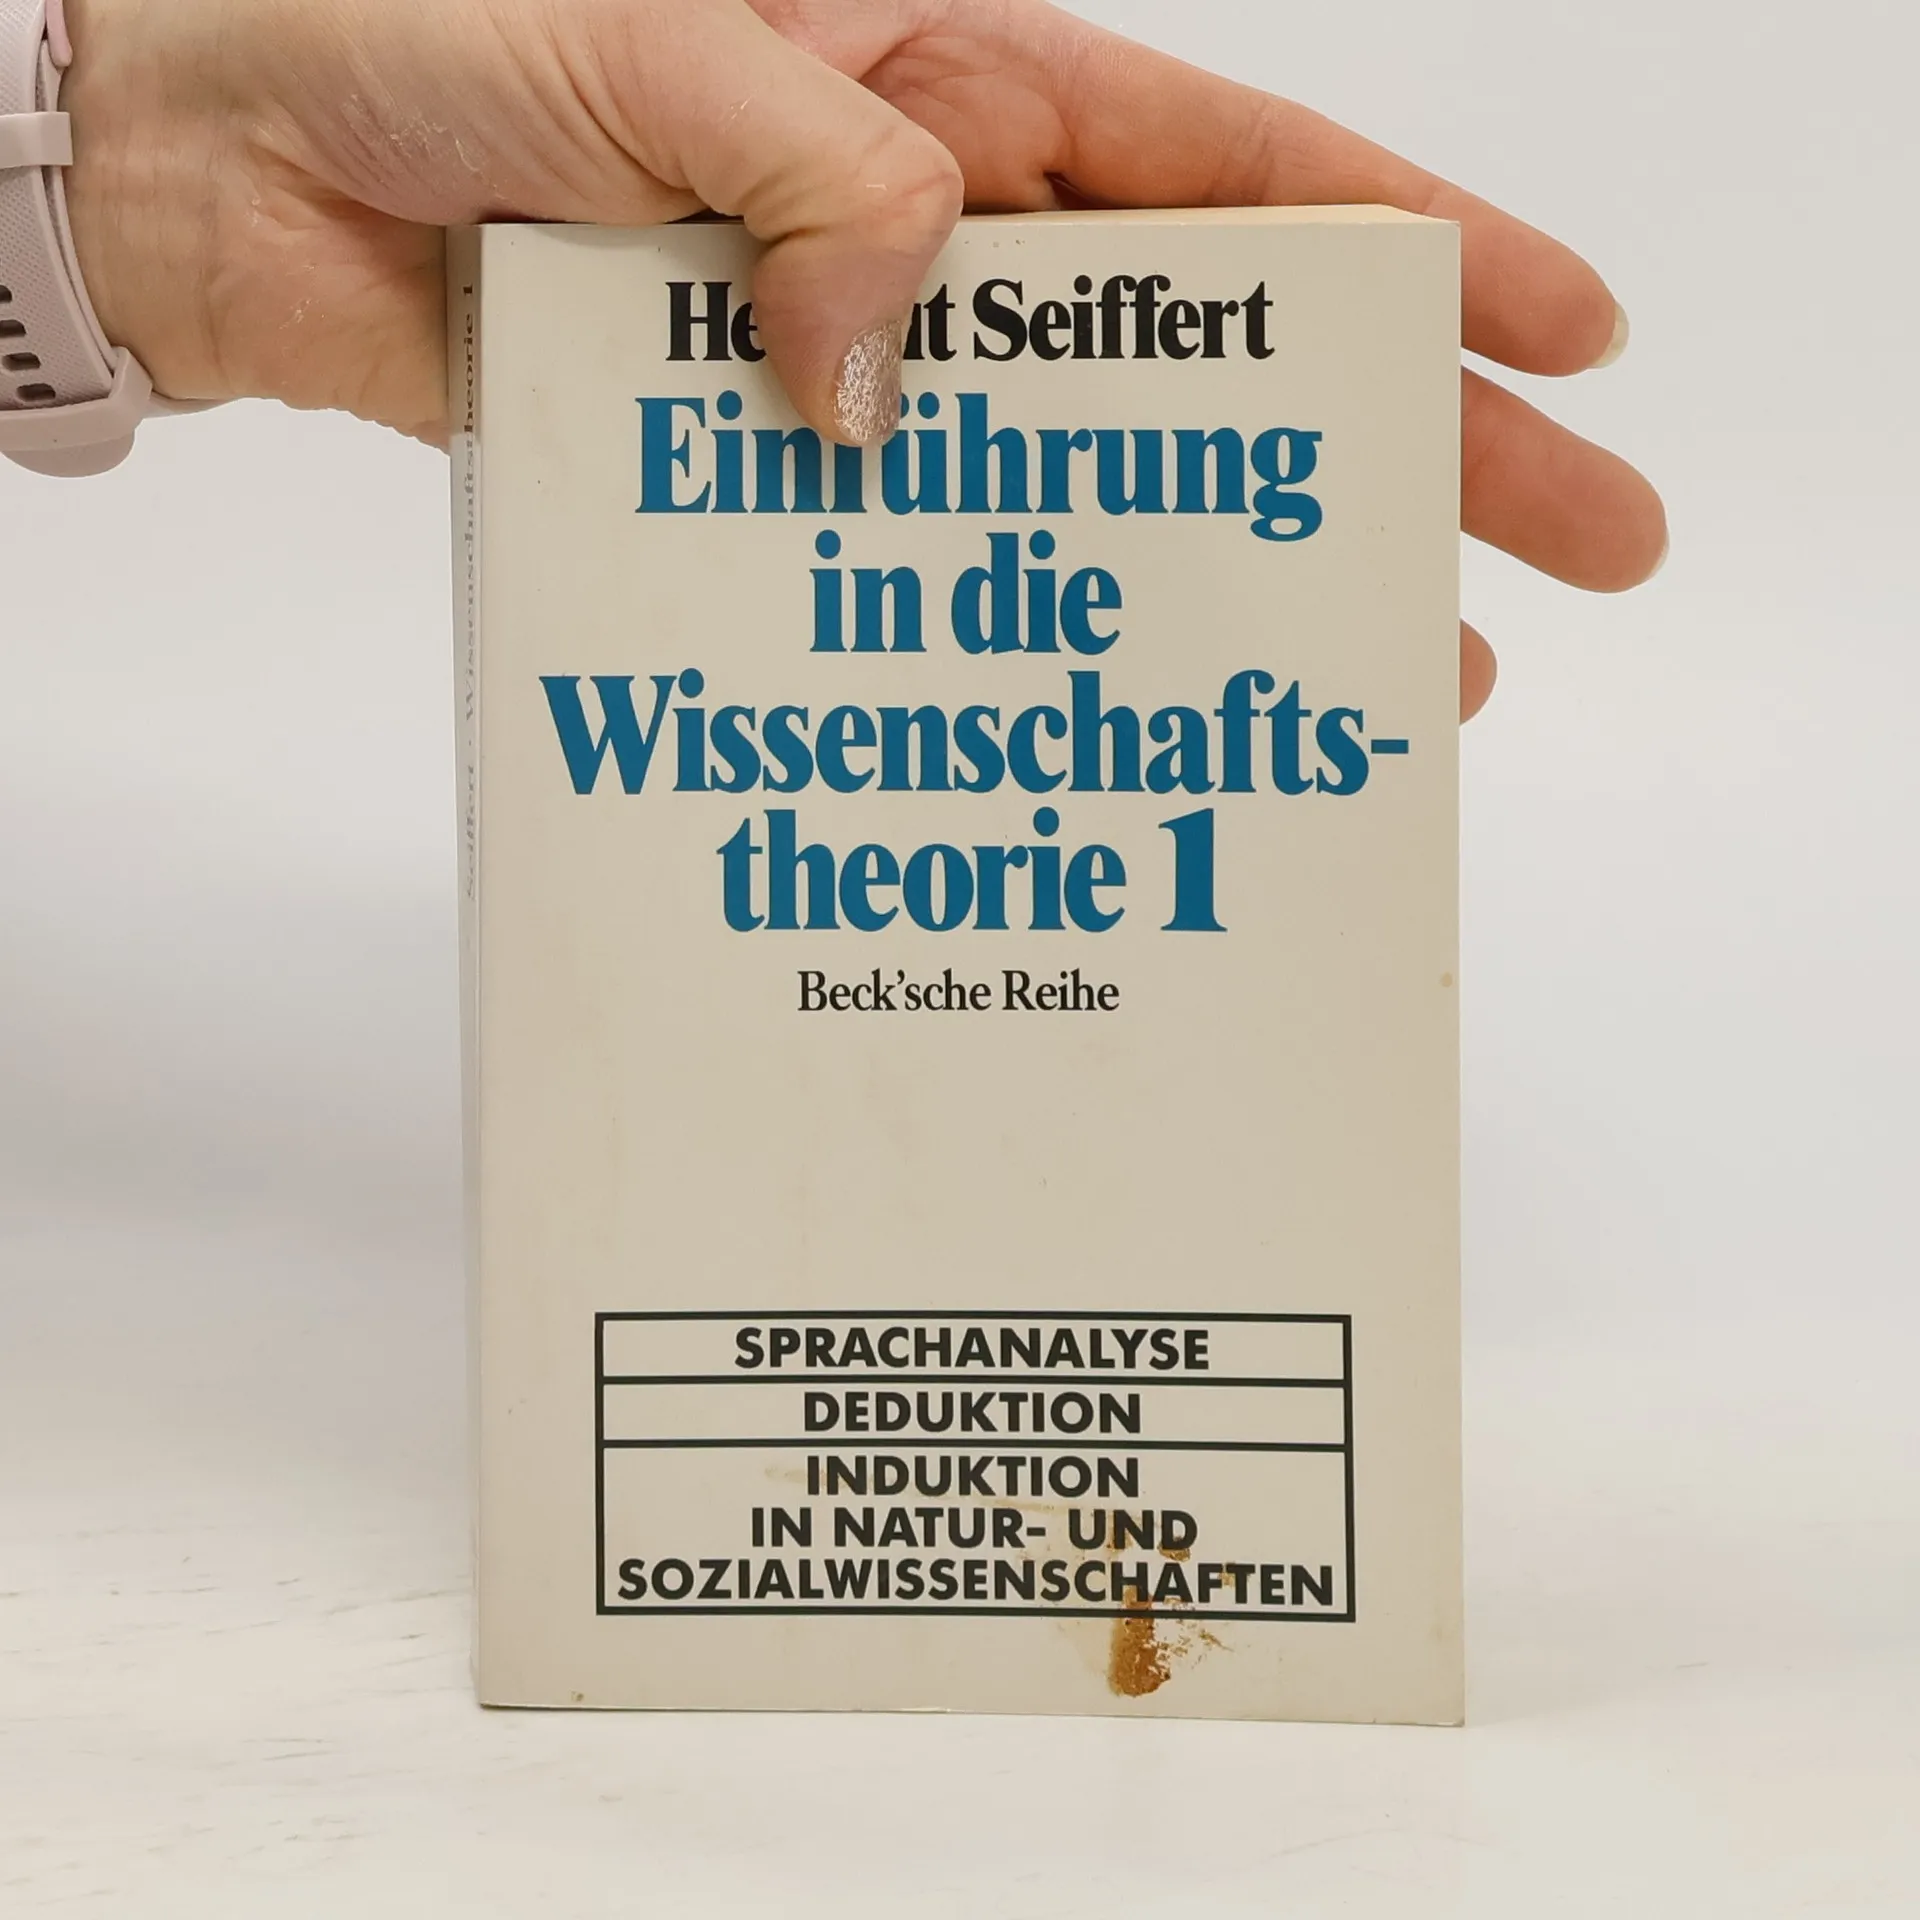 Seiffert
Einführung
in die
Wissenschafts-
theorie 1
Beck'sche Reihe
SPRACHANALYSE
DEDUKTION
INDUKTION
IN NATUR- UND
SOZIALWISSENSCHAFTEN
Seiffert · Wissenschaftstheorie 1